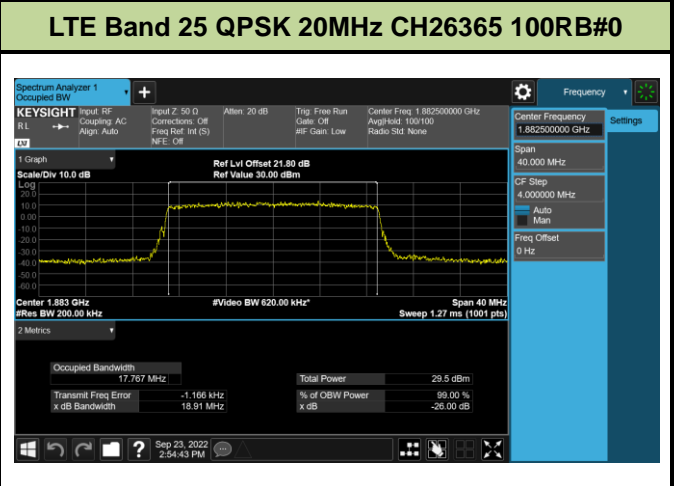 LTE Band 25 QPSK 20MHz CH26365 100RB#0
Spectrum Analyzer 1
Occupied BW
+
Frequency
KEYSIGHT
RL
LXI
Input: RF
Coupling: AC
Align: Auto
Input Z: 50 Ω
Corrections: Off
Freq Ref: Int (S)
NFE: Off
Atten: 20 dB
Trig: Free Run
Gate: Off
#IF Gain: Low
Center Freq: 1.882500000 GHz
Avg|Hold: 100/100
Radio Std: None
Center Frequency
1.882500000 GHz
Settings
Span
40.000 MHz
CF Step
4.000000 MHz
Auto
Man
Freq Offset
0 Hz
1 Graph
Scale/Div 10.0 dB
Ref Lvl Offset 21.80 dB
Ref Value 30.00 dBm
Log
20.0
10.0
0.00
-10.0
-20.0
-30.0
-40.0
-50.0
-60.0
Center 1.883 GHz
#Res BW 200.00 kHz
#Video BW 620.00 kHz*
Span 40 MHz
Sweep 1.27 ms (1001 pts)
2 Metrics
Occupied Bandwidth
17.767 MHz
Total Power 29.5 dBm
Transmit Freq Error -1.166 kHz
% of OBW Power 99.00 %
x dB Bandwidth 18.91 MHz
x dB -26.00 dB
?
Sep 23, 2022
2:54:43 PM